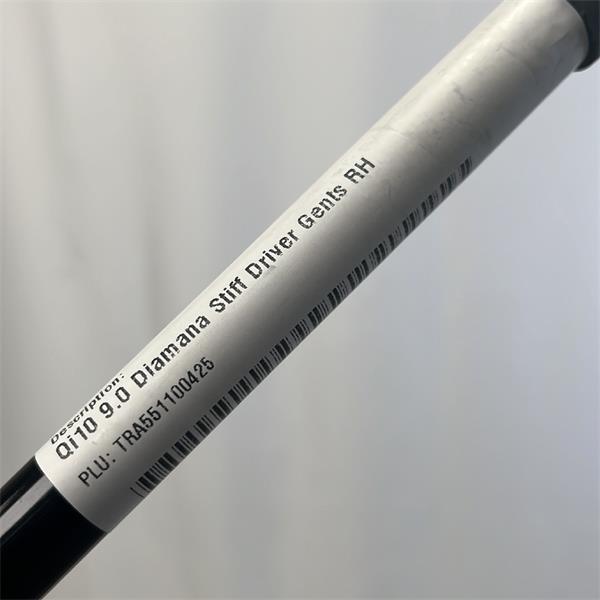 Description:
Qi10 9.0 Diamana Stiff Driver Gents RH
PLU: TRA551100425